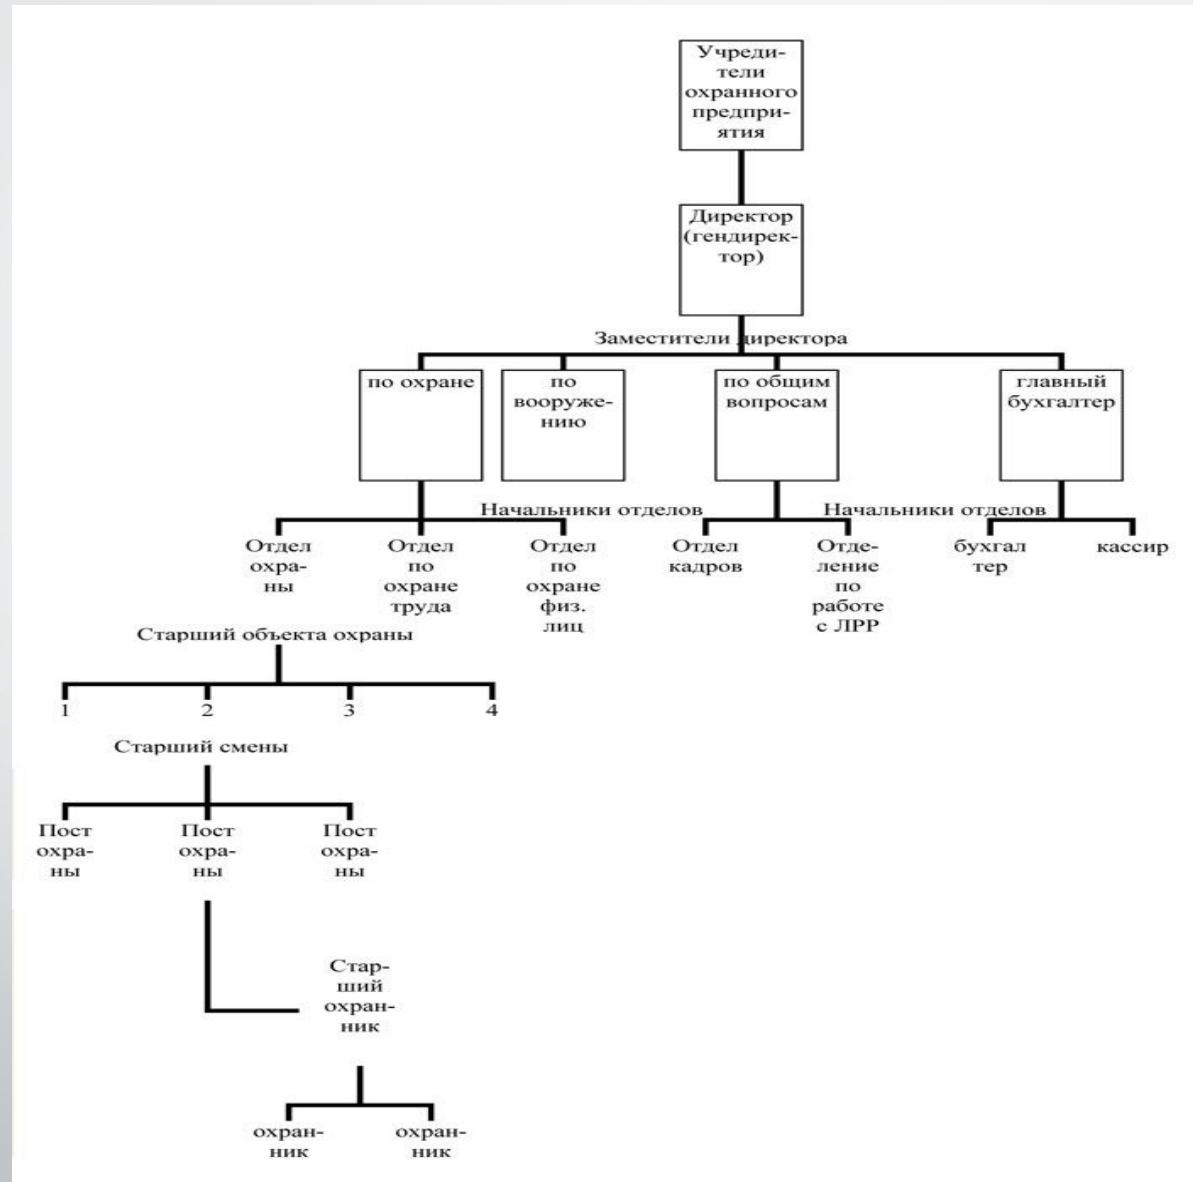 Учреди-
тели
охранного
предпри-
ятия
Директор
(гендирек-
тор)
Заместители директора
по охране
по
вооруже-
нию
по общим
вопросам
главный
бухгалтер
Начальники отделов
Начальники отделов
Отдел
охра-
ны
Отдел
по
охране
труда
Отдел
по
охране
физ.
лиц
Отдел
кадров
Отде-
ление
по
работе
с ЛРР
бухгал
тер
кассир
Старший объекта охраны
1
2
3
4
Старший смены
Пост
охра-
ны
Пост
охра-
ны
Пост
охра-
ны
Стар-
ший
охран-
ник
охран-
ник
охран-
ник